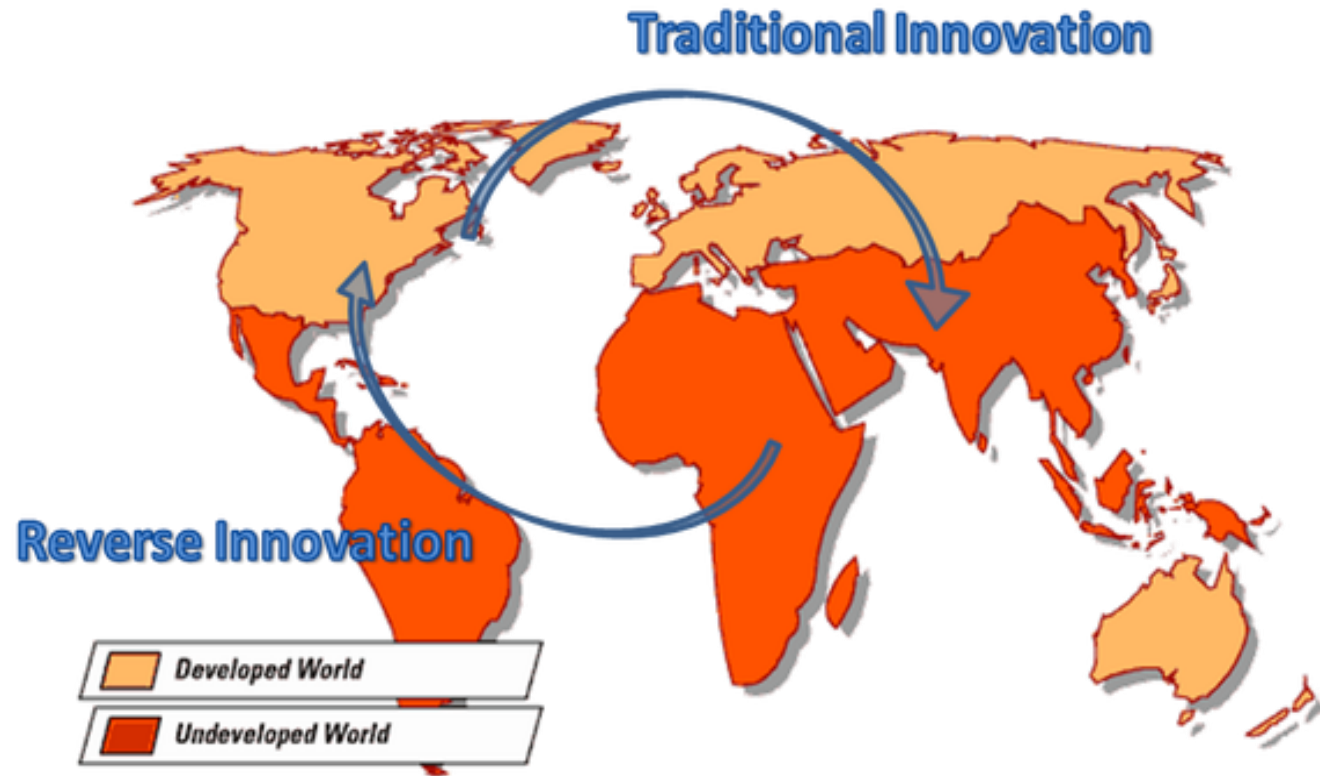 Traditional Innovation
Reverse Innovation
Developed World
Undeveloped World